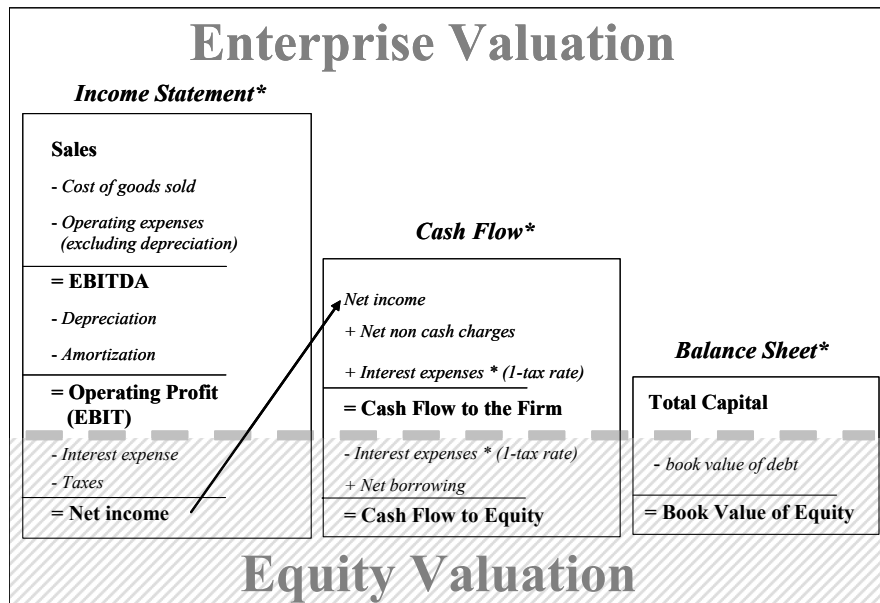 Enterprise Valuation
Income Statement*
Sales
- Cost of goods sold
- Operating expenses
(excluding depreciation)
= EBITDA
- Depreciation
- Amortization
= Operating Profit
(EBIT)
- Interest expense
- Taxes
= Net income
Cash Flow*
Net income
+ Net non cash charges
+ Interest expenses * (1-tax rate)
= Cash Flow to the Firm
- Interest expenses * (1-tax rate)
+ Net borrowing
= Cash Flow to Equity
Balance Sheet*
Total Capital
- book value of debt
= Book Value of Equity
Equity Valuation